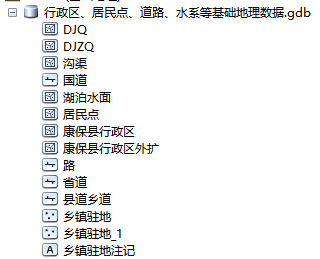 行政区、居民点、道路、水系等基础地理数据.gdb
DJQ
DJZQ
沟渠
国道
湖泊水面
居民点
康保县行政区
康保县行政区外扩
路
省道
县道乡道
乡镇驻地
乡镇驻地_1
乡镇驻地注记